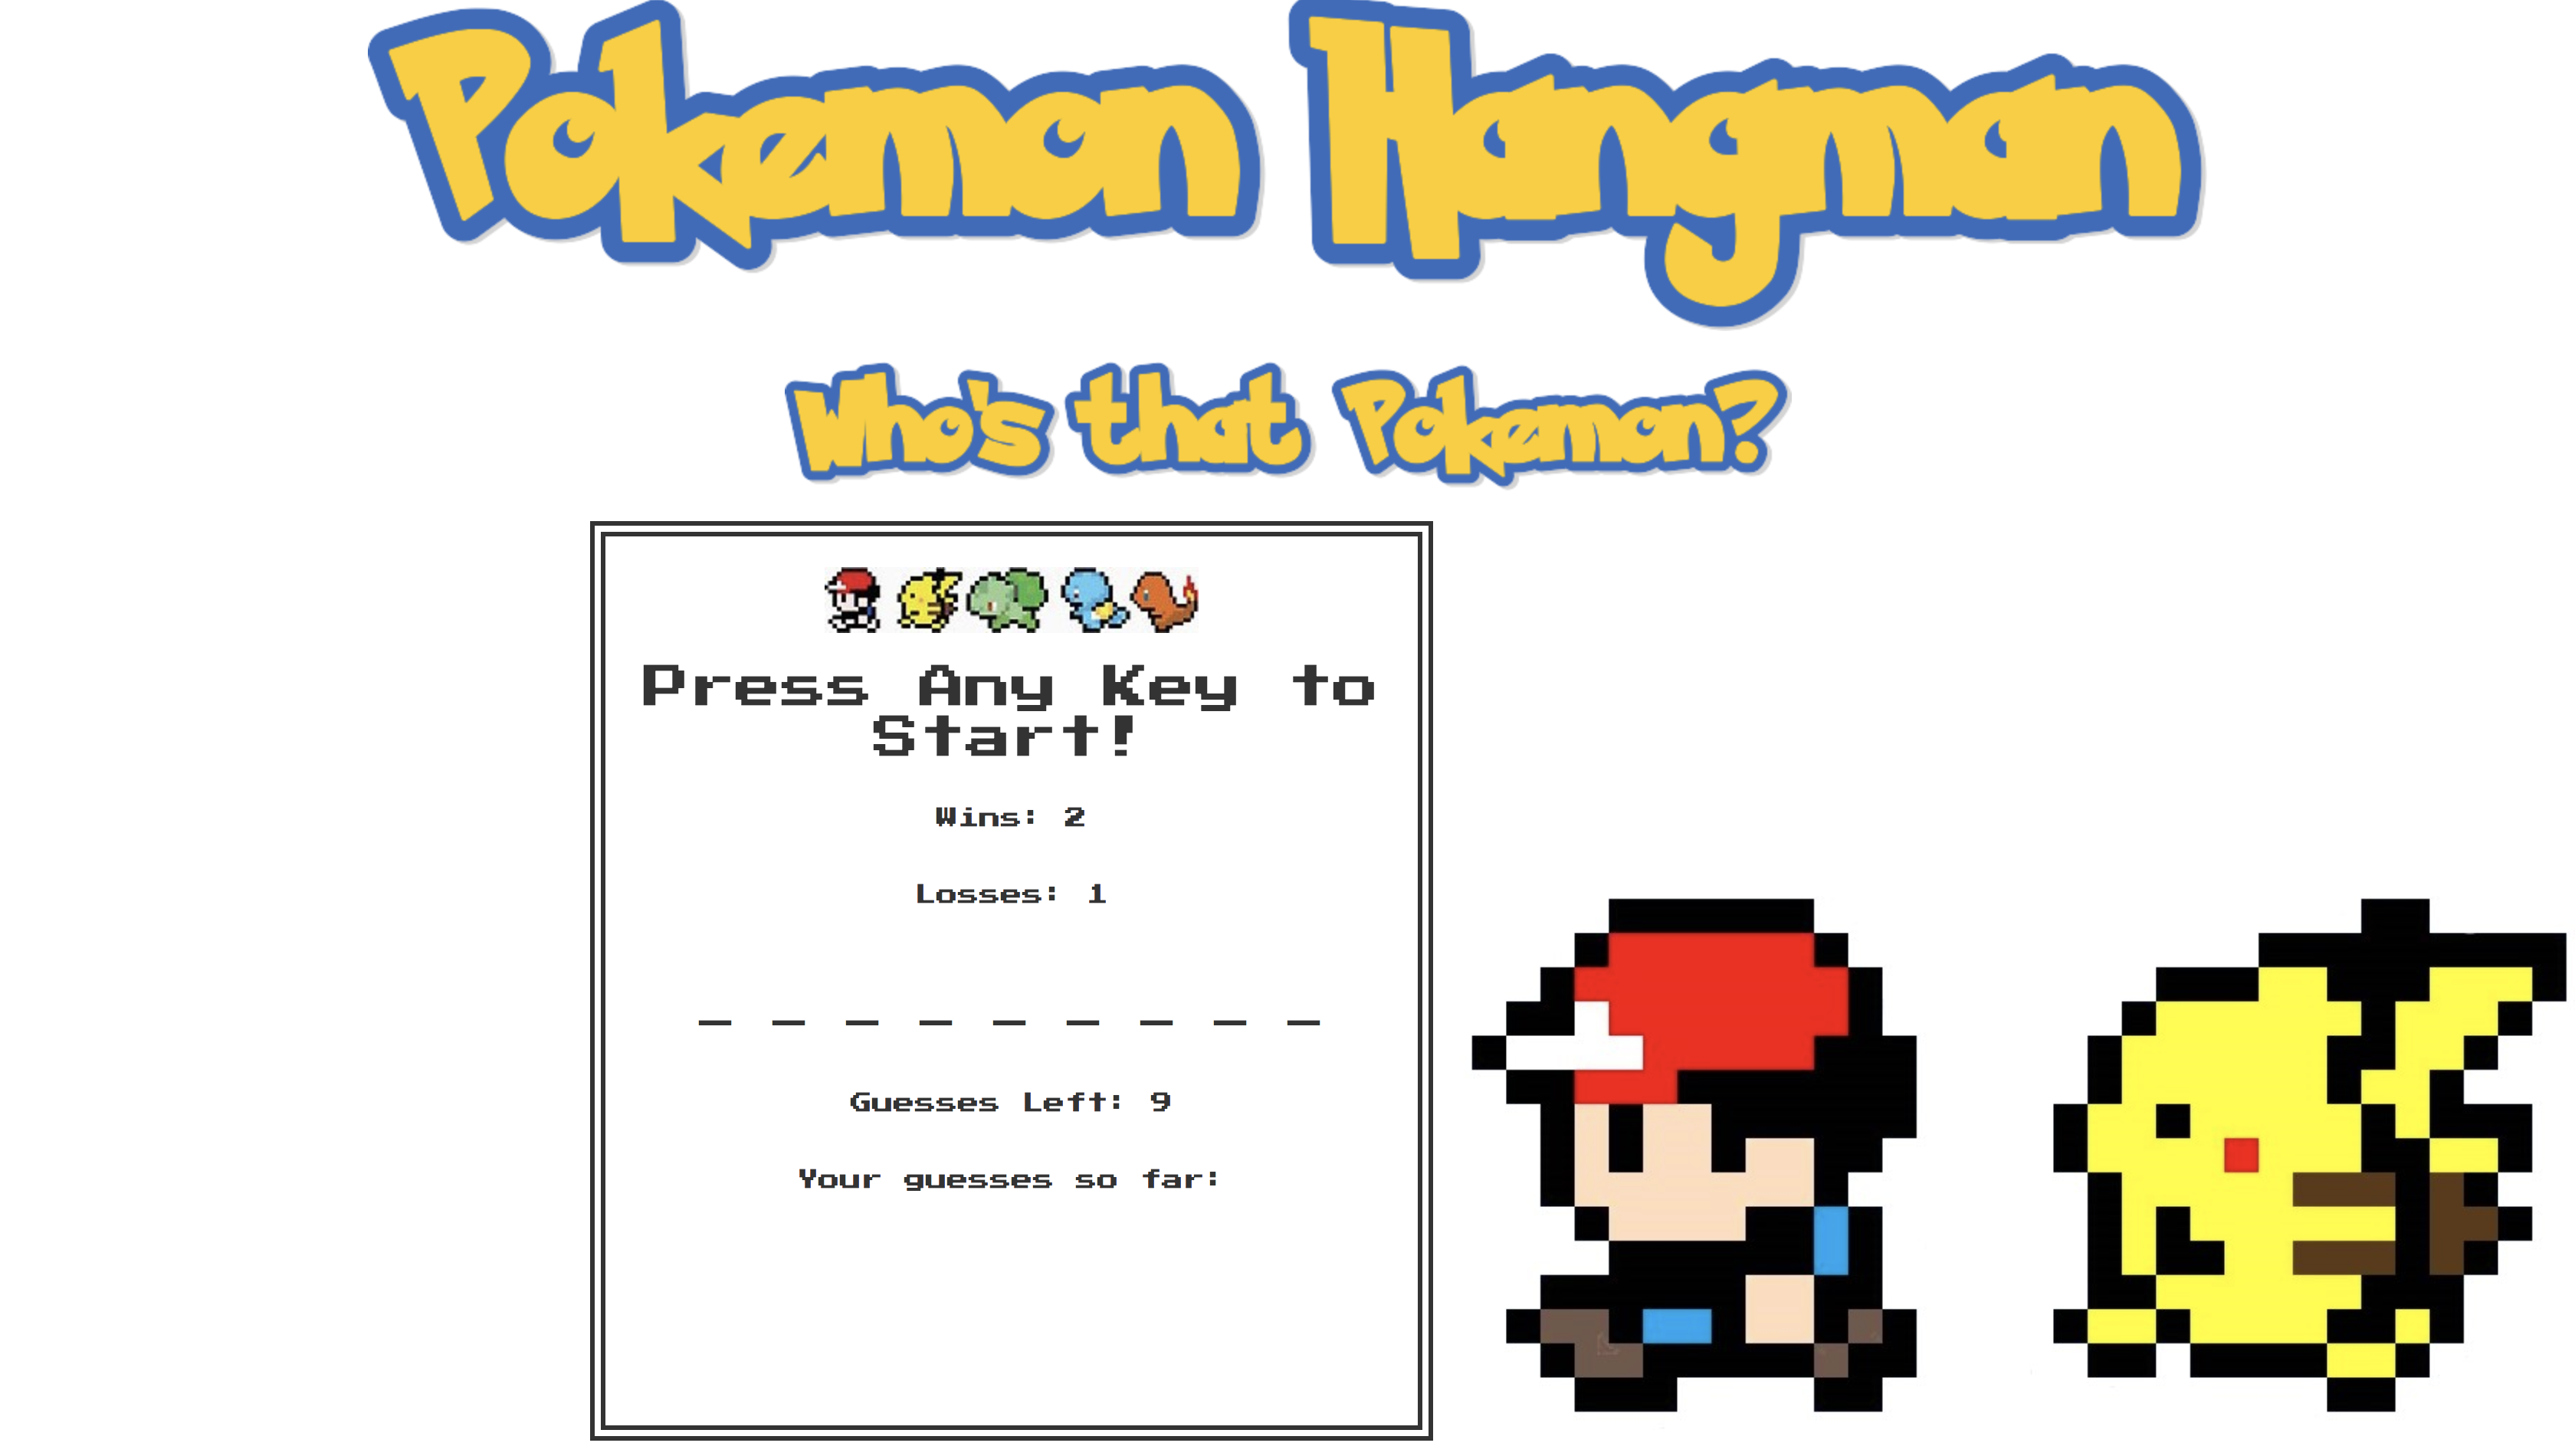 Pokemon Hangman
Who's that Pokemon?
Press Any Key to
Start!
Wins: 2
Losses: 1
_ _ _ _ _ _ _ _ _
Guesses Left: 9
Your guesses so far: